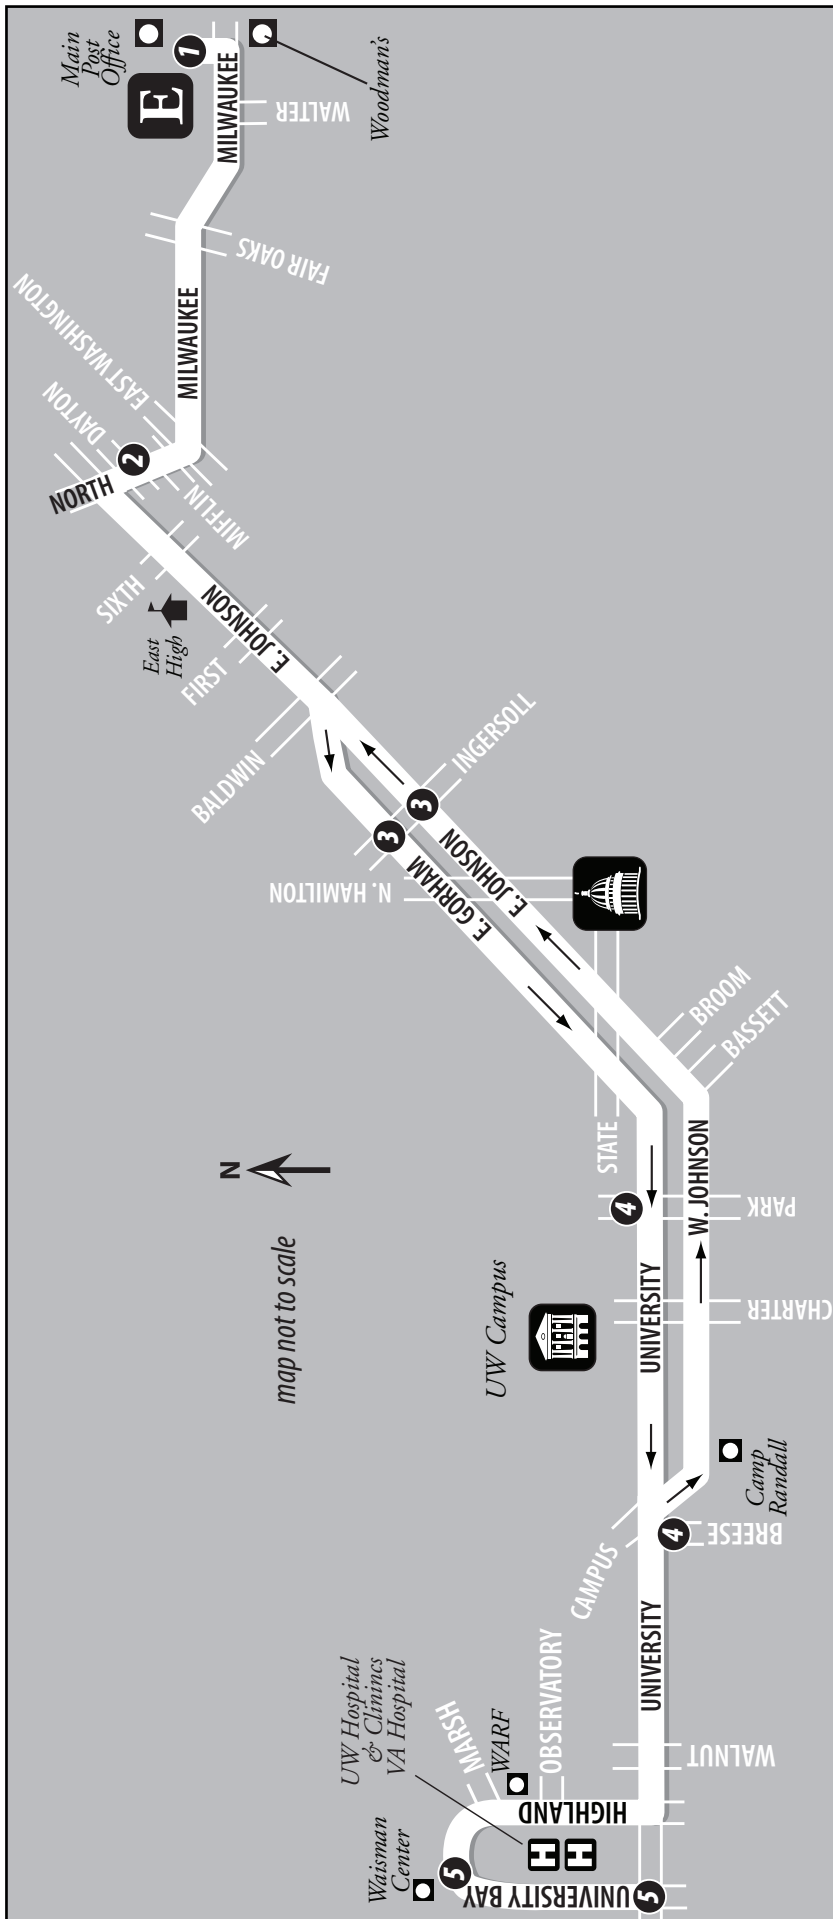 Main
Post
Office
1
E
MILWAUKEE
Woodman's
WALTER
FAIR OAKS
MILWAUKEE
EAST WASHINGTON
DAYTON
2
NORTH
MIFFLIN
SIXTH
East
High
E. JOHNSON
FIRST
BALDWIN
INGERSOLL
3
3
E. JOHNSON
E. GORHAM
N. HAMILTON
BROOM
BASSETT
STATE
N
map not to scale
4
W. JOHNSON
PARK
UW Campus
UNIVERSITY
CHARTER
Camp
Randall
4
BREESE
CAMPUS
UNIVERSITY
UW Hospital
& Clinincs
VA Hospital
MARSH
WARF
OBSERVATORY
WALNUT
HIGHLAND
H
H
Waisman
Center
5
UNIVERSITY BAY
5